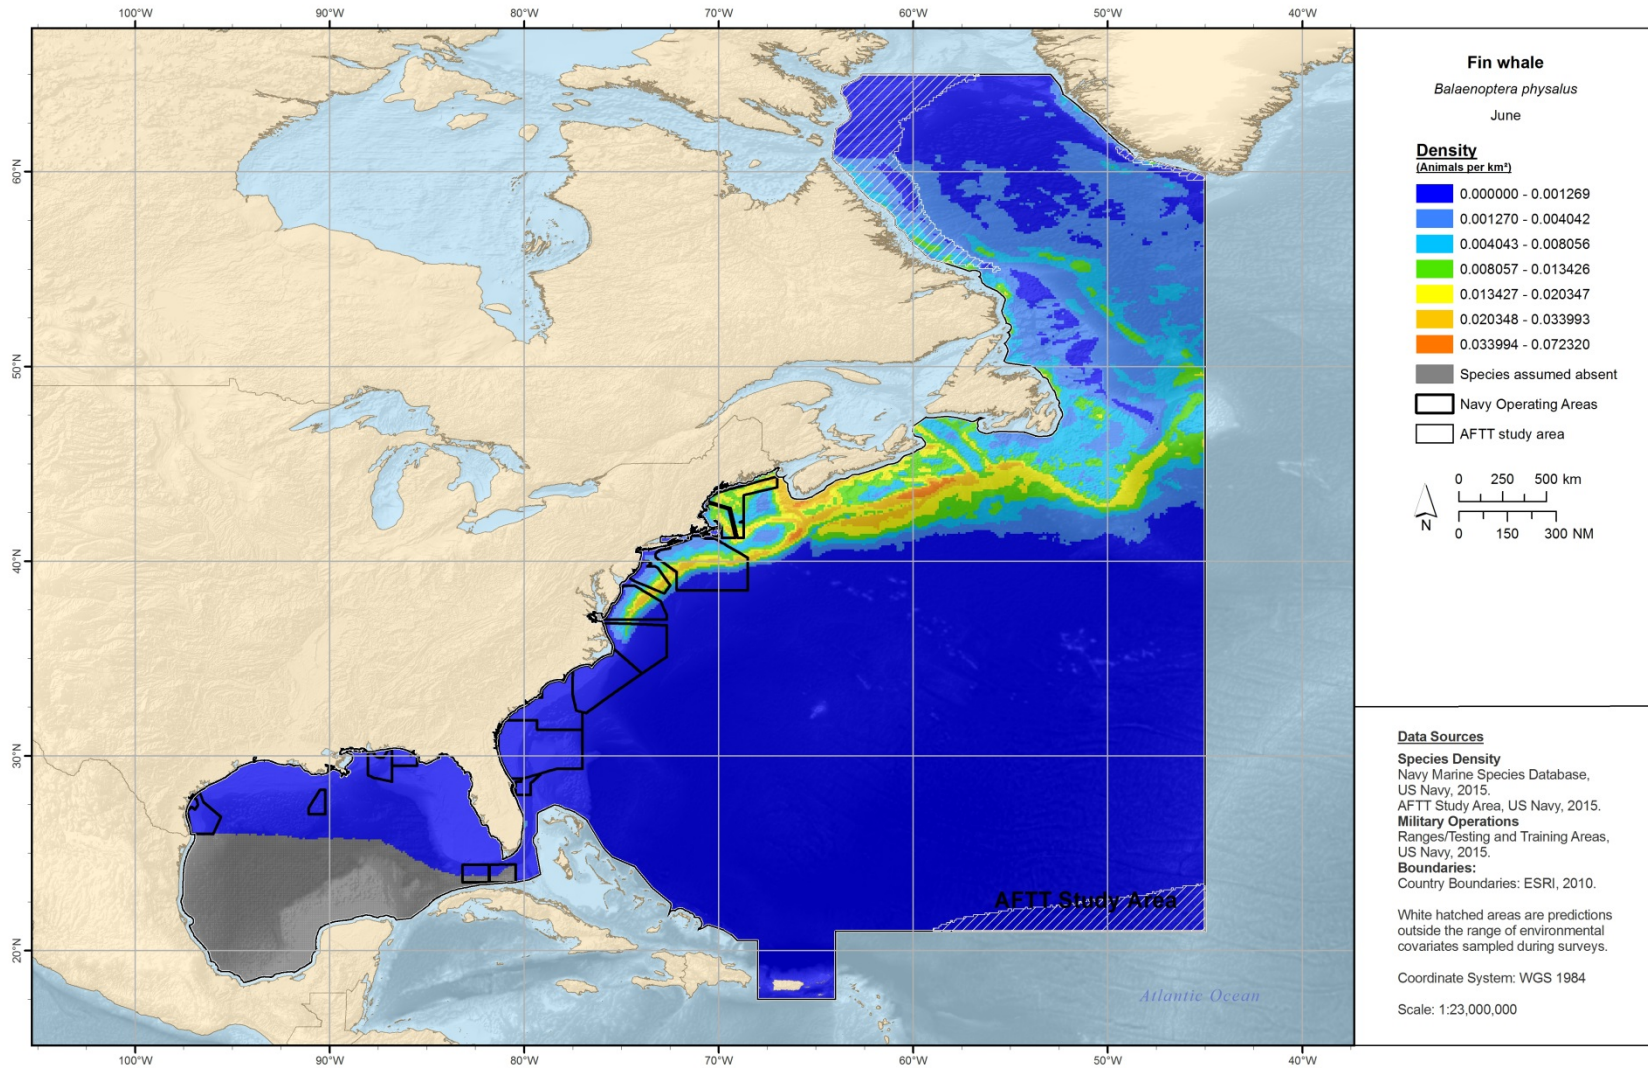 100°W
90°W
80°W
70°W
60°W
50°W
40°W
60°N
50°N
40°N
30°N
20°N
60°N
50°N
40°N
30°N
20°N
AFTT Study Area
Atlantic Ocean
100°W
90°W
80°W
70°W
60°W
50°W
40°W
Fin whale
Balaenoptera physalus
June
Density
(Animals per km²)
0.000000 - 0.001269
0.001270 - 0.004042
0.004043 - 0.008056
0.008057 - 0.013426
0.013427 - 0.020347
0.020348 - 0.033993
0.033994 - 0.072320
Species assumed absent
Navy Operating Areas
AFTT study area
0 250 500 km
N
0 150 300 NM
Data Sources
Species Density
Navy Marine Species Database,
US Navy, 2015.
AFTT Study Area, US Navy, 2015.
Military Operations
Ranges/Testing and Training Areas,
US Navy, 2015.
Boundaries:
Country Boundaries: ESRI, 2010.
White hatched areas are predictions
outside the range of environmental
covariates sampled during surveys.
Coordinate System: WGS 1984
Scale: 1:23,000,000